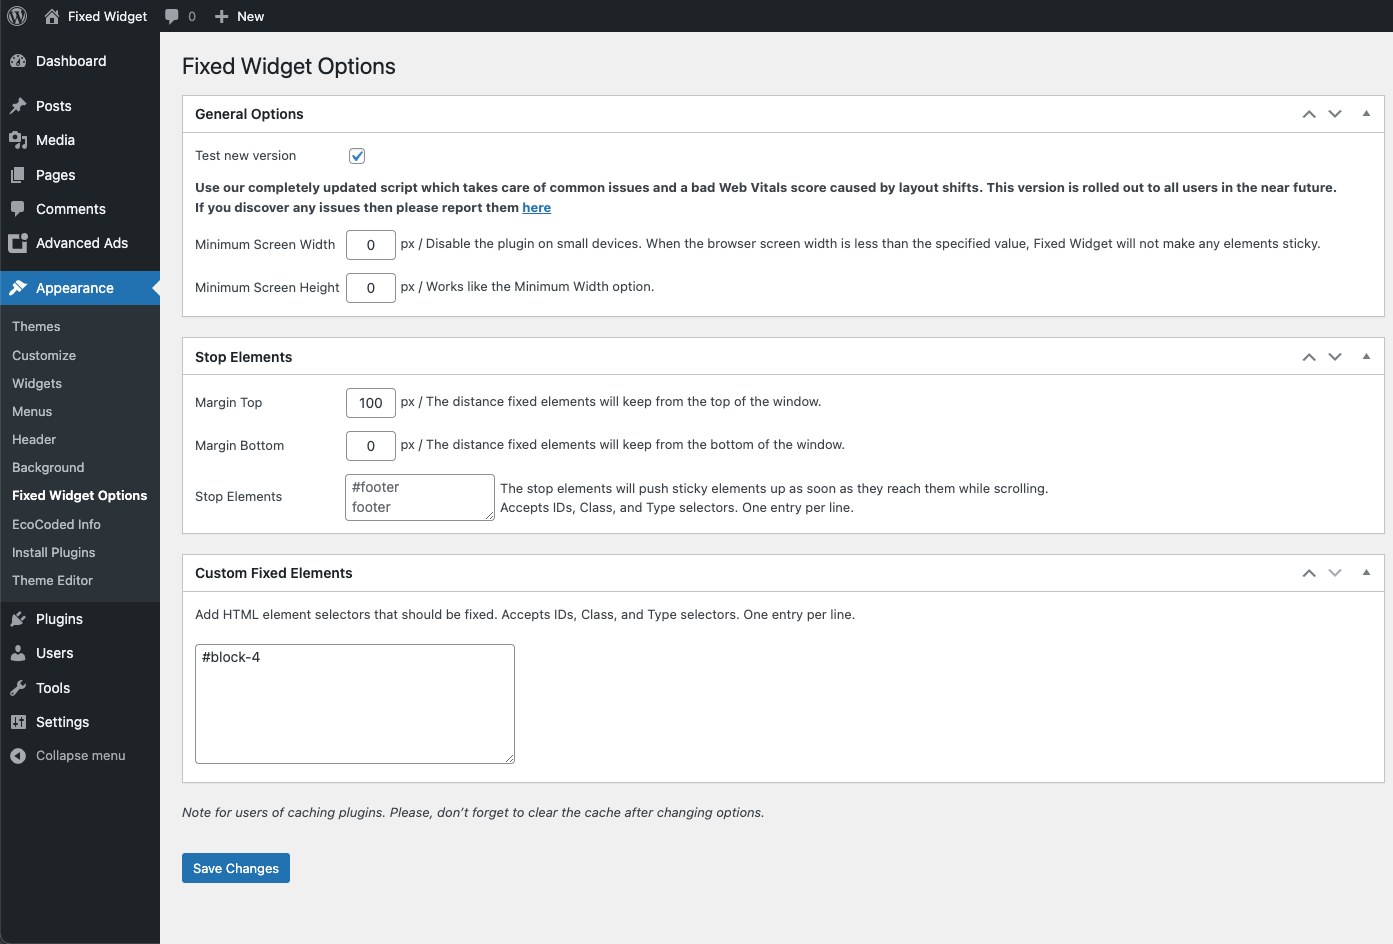 Fixed Widget 0 New
Dashboard
Posts
Media
Pages
Comments
Advanced Ads
Appearance
Themes
Customize
Widgets
Menus
Header
Background
Fixed Widget Options
EcoCoded Info
Install Plugins
Theme Editor
Plugins
Users
Tools
Settings
Collapse menu
Fixed Widget Options
General Options
Test new version
Use our completely updated script which takes care of common issues and a bad Web Vitals score caused by layout shifts. This version is rolled out to all users in the near future.
If you discover any issues then please report them here
Minimum Screen Width 0 px / Disable the plugin on small devices. When the browser screen width is less than the specified value, Fixed Widget will not make any elements sticky.
Minimum Screen Height 0 px / Works like the Minimum Width option.
Stop Elements
Margin Top 100 px / The distance fixed elements will keep from the top of the window.
Margin Bottom 0 px / The distance fixed elements will keep from the bottom of the window.
Stop Elements
#footer
footer
The stop elements will push sticky elements up as soon as they reach them while scrolling.
Accepts IDs, Class, and Type selectors. One entry per line.
Custom Fixed Elements
Add HTML element selectors that should be fixed. Accepts IDs, Class, and Type selectors. One entry per line.
#block-4
Note for users of caching plugins. Please, don’t forget to clear the cache after changing options.
Save Changes